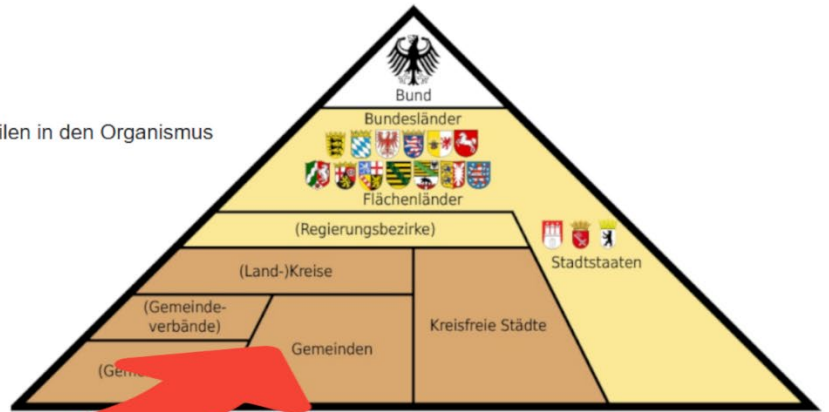 Bund
Bundesländer
ilen in den Organismus
Flächenländer
(Regierungsbezirke)
Stadtstaaten
(Land-)Kreise
(Gemeinde-
verbände)
Kreisfreie Städte
Gemeinden